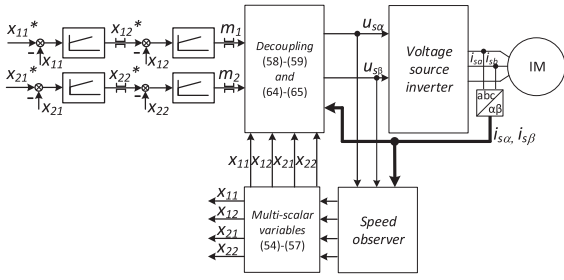 x11* x12* m1
x11 x12
x21* x22* m2
x21 x22
Decoupling
(58)-(59)
and
(64)-(65)
usα
usβ
Voltage
source
inverter
isa isb
IM
abc
αβ
isα, isβ
x11 x12 x21 x22
x11
x12
x21
x22
Multi-scalar
variables
(54)-(57)
Speed
observer